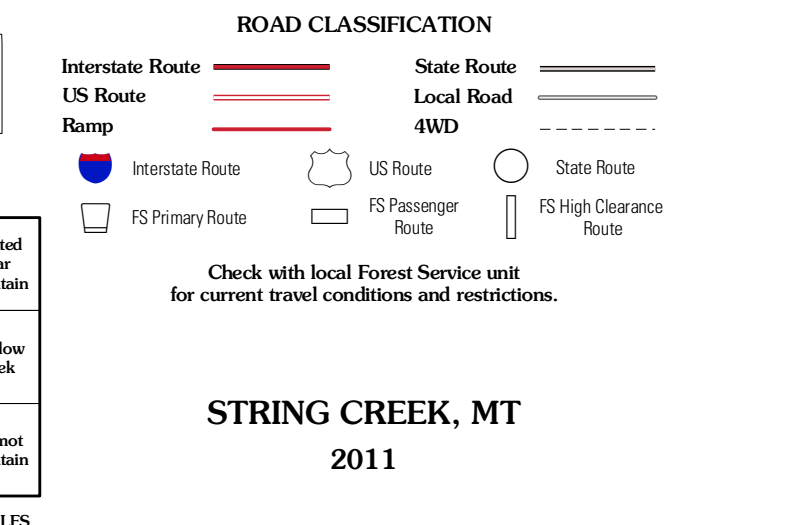 ROAD CLASSIFICATION
Interstate Route
State Route
US Route
Local Road
Ramp
4WD
Interstate Route
US Route
State Route
FS Primary Route
FS Passenger
Route
FS High Clearance
Route
Check with local Forest Service unit
for current travel conditions and restrictions.
STRING CREEK, MT
2011